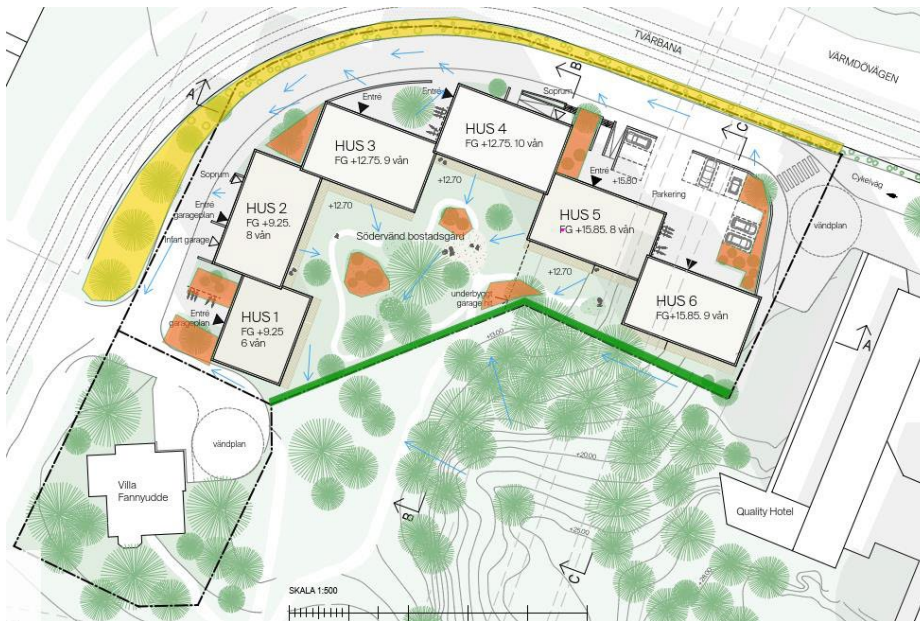 TVÄRBANA
VÄRMDÖVÄGEN
Cykelväg
vändplan
A
B
C
Entré
Entré
Soprum
HUS 3
FG +12.75. 9 vån
HUS 4
FG +12.75. 10 vån
+15.80
Parkering
Entré
Soprum
HUS 2
FG +9.25.
8 vån
Entré
garageplan
Infart garage
+12.70
+12.70
Södervänd bostadsgård
HUS 5
FG +15.85. 8 vån
+12.70
underbyggt
garage
HUS 6
FG+15.85. 9 vån
HUS 1
FG +9.25
6 vån
Entré
garageplan
+13.00
A
vändplan
Villa
Fannyudde
+20.00
+25.00
+28.00
B
C
Quality Hotel
SKALA 1:500